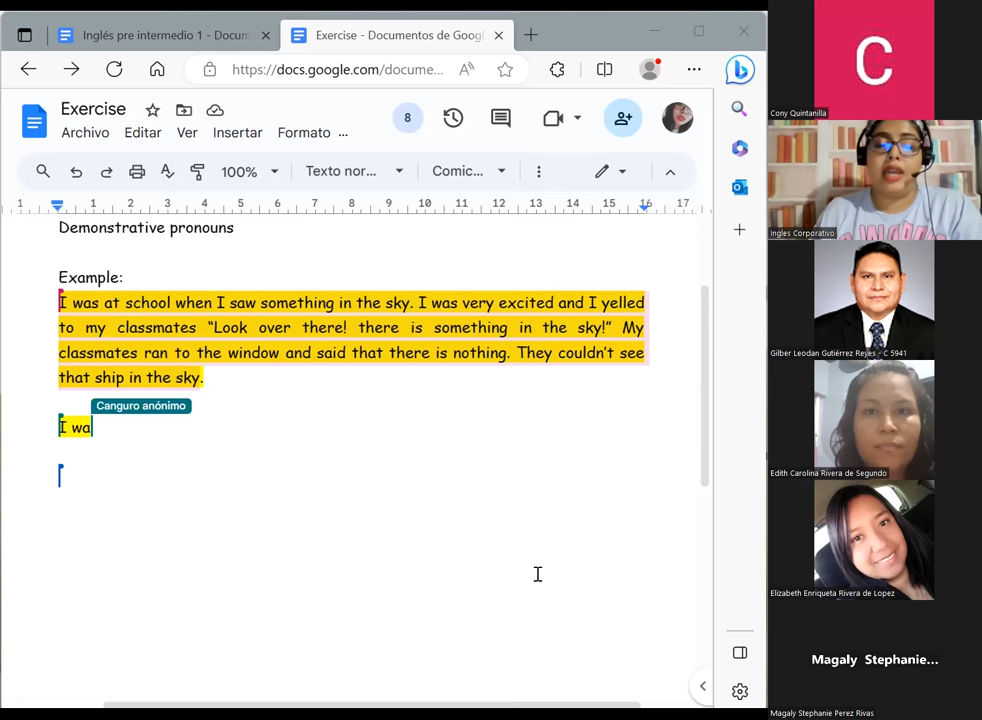 Inglés pre intermedio 1 - Docum
Exercise - Documentos de Goog
https://docs.google.com/docume...
Exercise
8
Archivo Editar Ver Insertar Formato ...
100% Texto nor... Comic...
1 1 2 3 4 5 6 7 8 9 10 11 12 13 14 15 16 17
Demonstrative pronouns
Example:
I was at school when I saw something in the sky. I was very excited and I yelled
to my classmates “Look over there! there is something in the sky!” My
classmates ran to the window and said that there is nothing. They couldn’t see
that ship in the sky.
Canguro anónimo
I wa
C
Cony Quintanilla
Ingles Corporativo
Gilber Leodan Gutiérrez Reyes - C 5941
Edith Carolina Rivera de Segundo
Elizabeth Enriqueta Rivera de Lopez
Magaly Stephanie...
Magaly Stephanie Perez Rivas